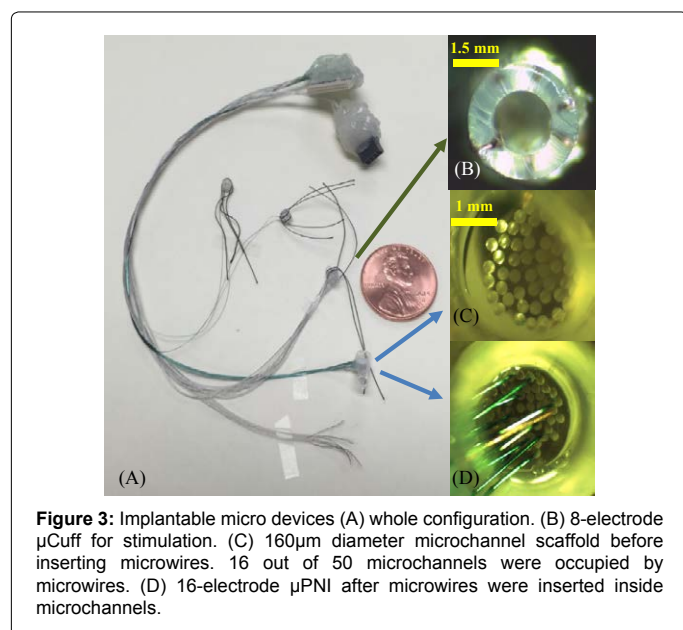 1.5 mm
(B)
1 mm
(C)
(A)
(D)
Figure 3: Implantable micro devices (A) whole configuration. (B) 8-electrode
µCuff for stimulation. (C) 160µm diameter microchannel scaffold before
inserting microwires. 16 out of 50 microchannels were occupied by
microwires. (D) 16-electrode µPNI after microwires were inserted inside
microchannels.